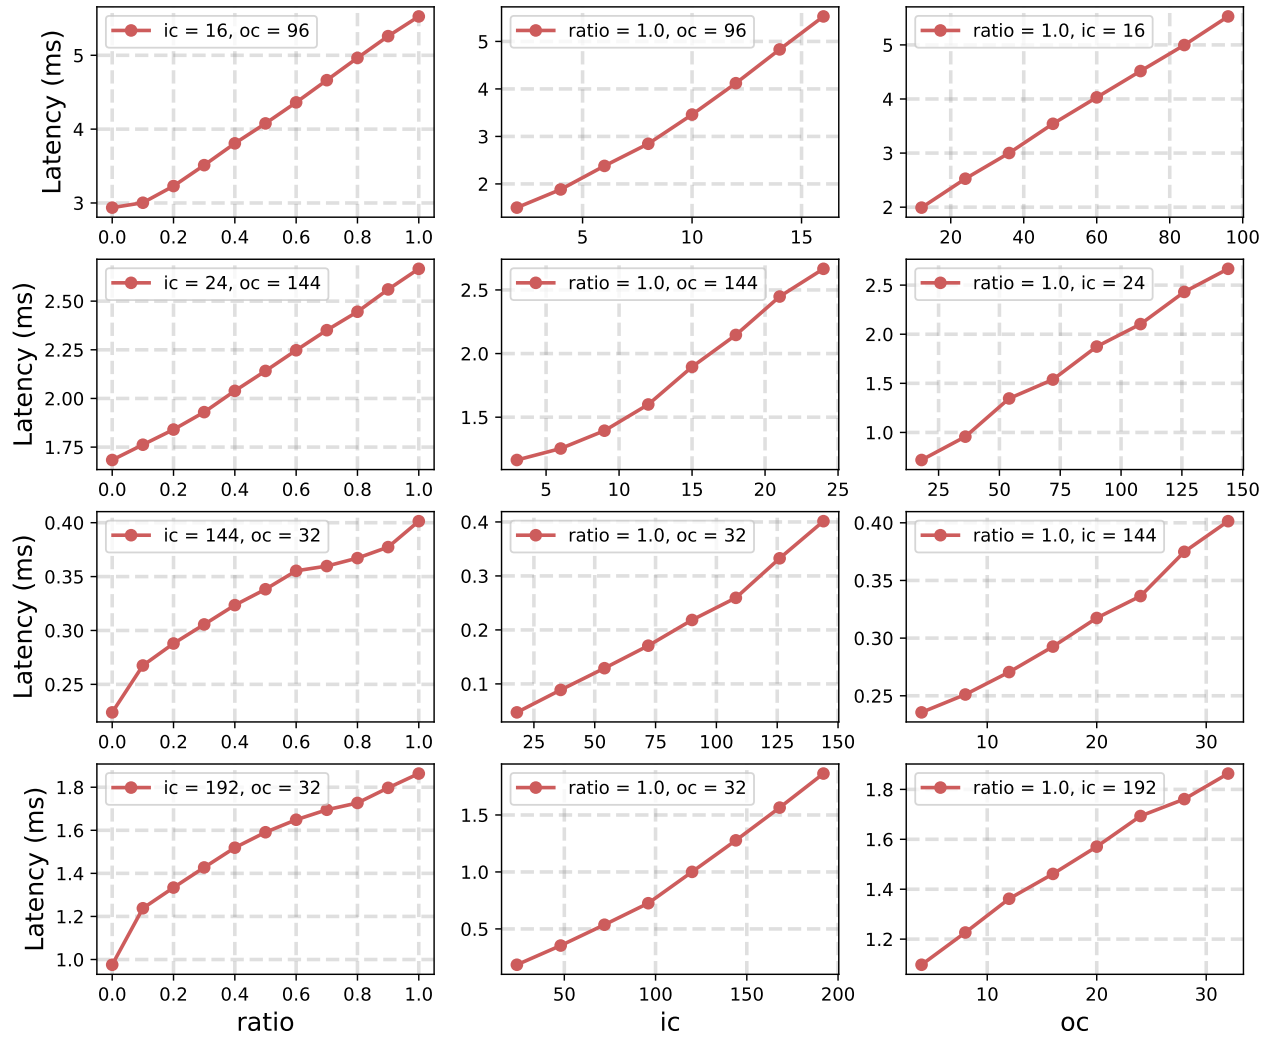 Latency (ms)
ic = 16, oc = 96
5
4
3
0.0 0.2 0.4 0.6 0.8 1.0
ratio = 1.0, oc = 96
5
4
3
2
5 10 15
ratio = 1.0, ic = 16
5
4
3
2
20 40 60 80 100
Latency (ms)
ic = 24, oc = 144
2.50
2.25
2.00
1.75
0.0 0.2 0.4 0.6 0.8 1.0
ratio = 1.0, oc = 144
2.5
2.0
1.5
5 10 15 20 25
ratio = 1.0, ic = 24
2.5
2.0
1.5
1.0
25 50 75 100 125 150
Latency (ms)
ic = 144, oc = 32
0.40
0.35
0.30
0.25
0.0 0.2 0.4 0.6 0.8 1.0
ratio = 1.0, oc = 32
0.4
0.3
0.2
0.1
25 50 75 100 125 150
ratio = 1.0, ic = 144
0.40
0.35
0.30
0.25
10 20 30
Latency (ms)
ic = 192, oc = 32
1.8
1.6
1.4
1.2
1.0
0.0 0.2 0.4 0.6 0.8 1.0
ratio
ratio = 1.0, oc = 32
1.5
1.0
0.5
50 100 150 200
ic
ratio = 1.0, ic = 192
1.8
1.6
1.4
1.2
10 20 30
oc